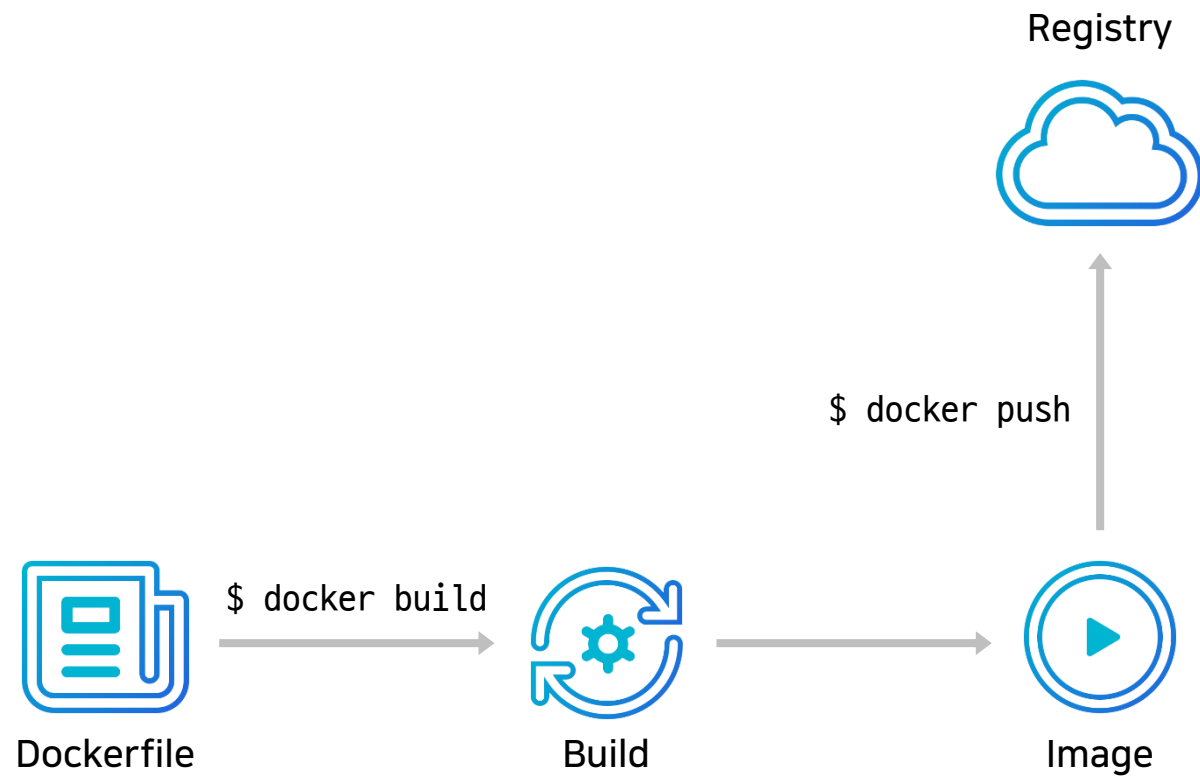 Registry
$ docker push
$ docker build
Dockerfile
Build
Image